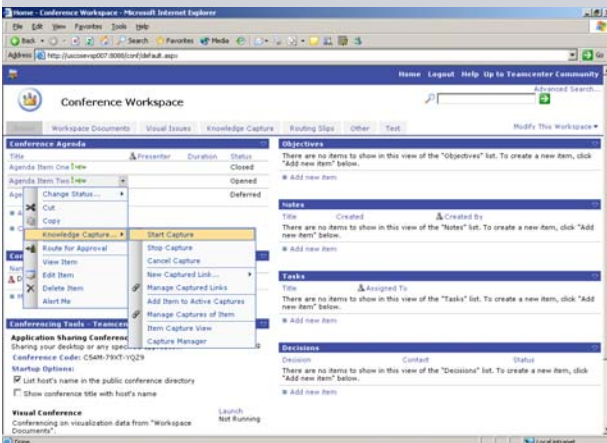 Home - Conference Workspace - Microsoft Internet Explorer
File Edit View Favorites Tools Help
Back Search Favorites Media
Address http://uscosevsp007:8080/conf/default.aspx Go
Home Logout Help Up to Teamcenter Community
Conference Workspace
Advanced Search...
Home Workspace Documents Visual Issues Knowledge Capture Routing Slips Other Test Modify This Workspace
Conference Agenda
Title Presenter Duration Status
Agenda Item One NEW Closed
Agenda Item Two NEW Opened
Age Deferred
Change Status...
Cut
Copy
Knowledge Capture...
Route for Approval
View Item
Edit Item
Delete Item
Alert Me
Start Capture
Stop Capture
Cancel Capture
New Captured Link...
Manage Captured Links
Add Item to Active Captures
Manage Captures of Item
Item Capture View
Capture Manager
Conferencing Tools - Teamcen
Application Sharing Conferenc
Sharing your desktop or any spec
Conference Code: C54M-79XT-YQZ9
Startup Options:
List host's name in the public conference directory
Show conference title with host's name
Visual Conference Launch
Not Running
Conferencing on visualization data from "Workspace
Documents".
Objectives
There are no items to show in this view of the "Objectives" list. To create a new item, click
"Add new item" below.
Add new item
Notes
Title Created Created By
There are no items to show in this view of the "Notes" list. To create a new item, click "Add
new item" below.
Add new item
Tasks
Title Assigned To
There are no items to show in this view of the "Tasks" list. To create a new item, click "Add
new item" below.
Add new item
Decisions
Decision Context Status
There are no items to show in this view of the "Decisions" list. To create a new item, click
"Add new item" below.
Add new item
Done Local intranet